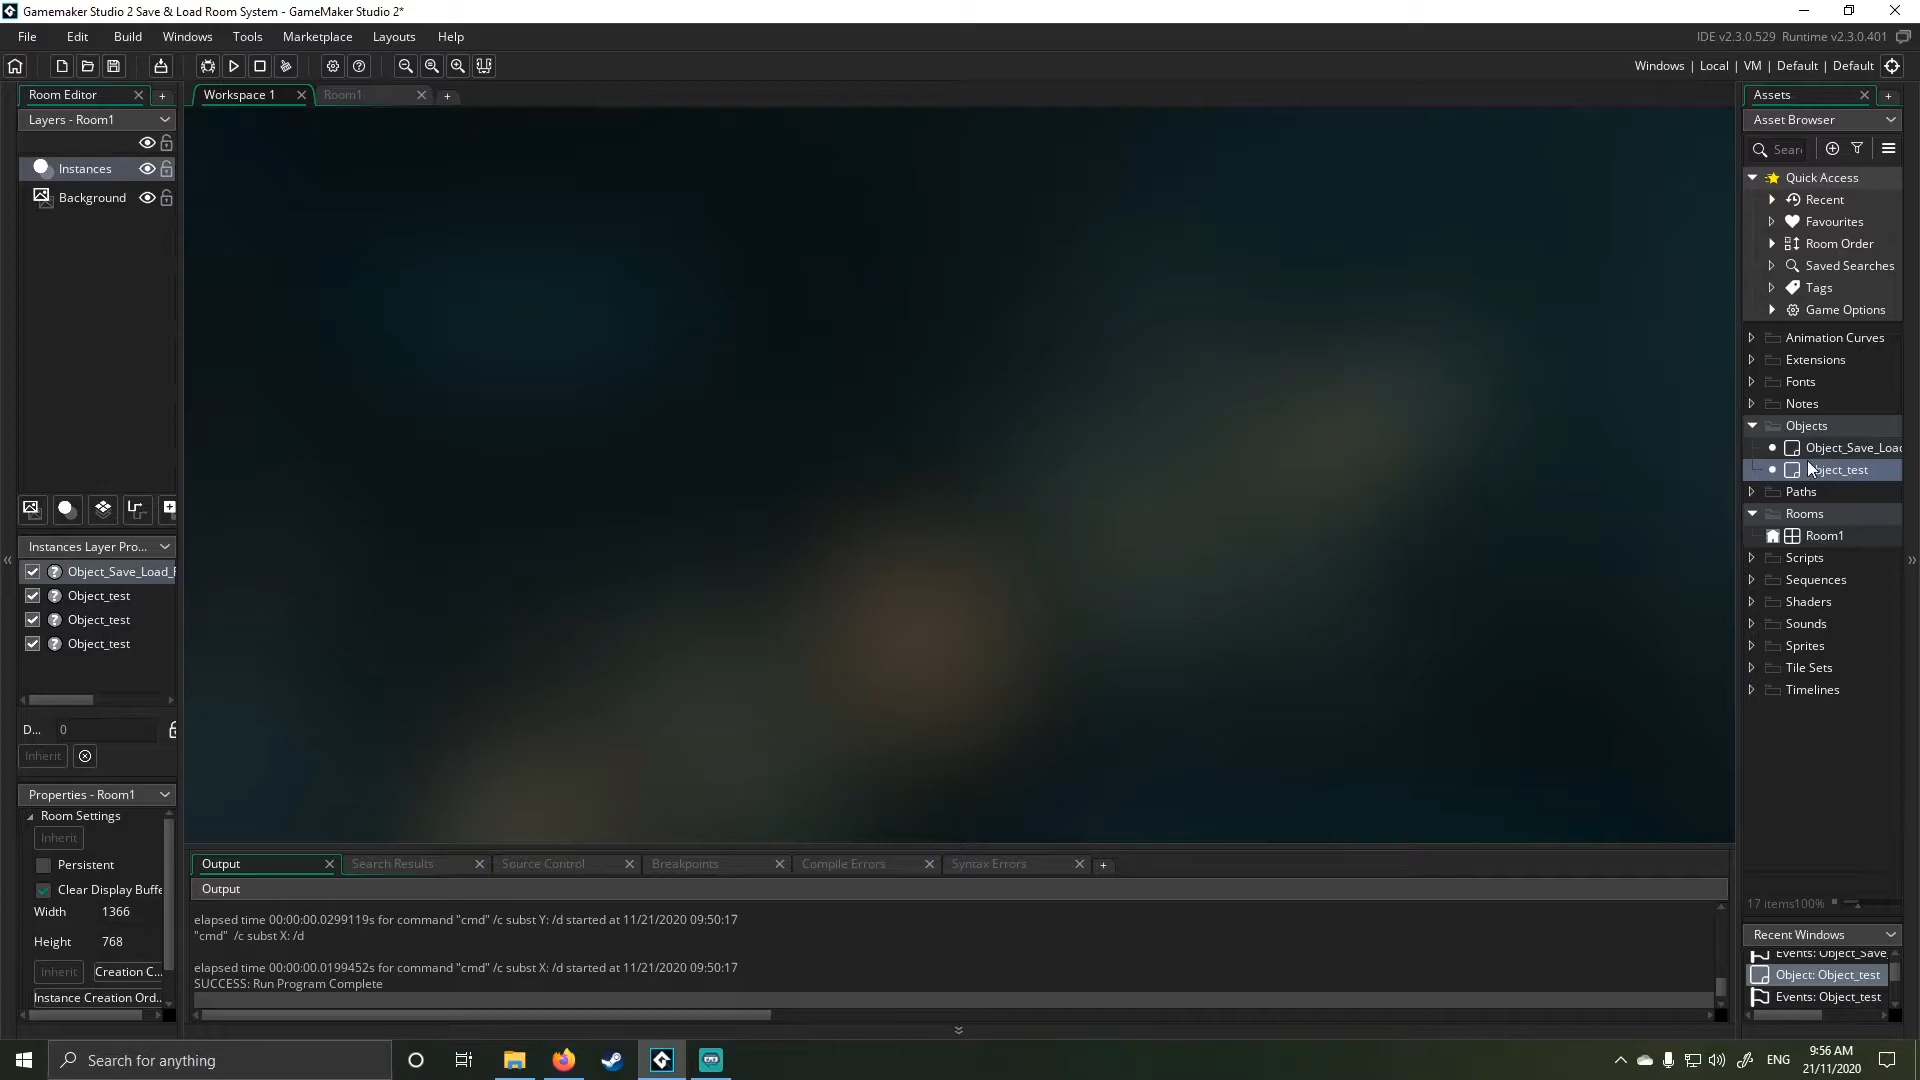 Gamemaker Studio 2 Save & Load Room System - GameMaker Studio 2*
File Edit Build Windows Tools Marketplace Layouts Help
IDE v2.3.0.529 Runtime v2.3.0.401
Windows | Local | VM | Default | Default
Room Editor
Layers - Room1
Instances
Background
Instances Layer Pro...
Object_Save_Load_
Object_test
Object_test
Object_test
D... 0
Inherit
Properties - Room1
Room Settings
Inherit
Persistent
Clear Display Buffe
Width 1366
Height 768
Inherit Creation C...
Instance Creation Ord..
Workspace 1
Room1
Output
Search Results
Source Control
Breakpoints
Compile Errors
Syntax Errors
Output
elapsed time 00:00:00.0299119s for command "cmd" /c subst Y: /d started at 11/21/2020 09:50:17
"cmd" /c subst X: /d
elapsed time 00:00:00.0199452s for command "cmd" /c subst X: /d started at 11/21/2020 09:50:17
SUCCESS: Run Program Complete
Assets
Asset Browser
Sear
Quick Access
Recent
Favourites
Room Order
Saved Searches
Tags
Game Options
Animation Curves
Extensions
Fonts
Notes
Objects
Object_Save_Load
bject_test
Paths
Rooms
Room1
Scripts
Sequences
Shaders
Sounds
Sprites
Tile Sets
Timelines
17 items 100%
Recent Windows
Events: Object_Save_
Object: Object_test
Events: Object_test
Search for anything
ENG
9:56 AM
21/11/2020